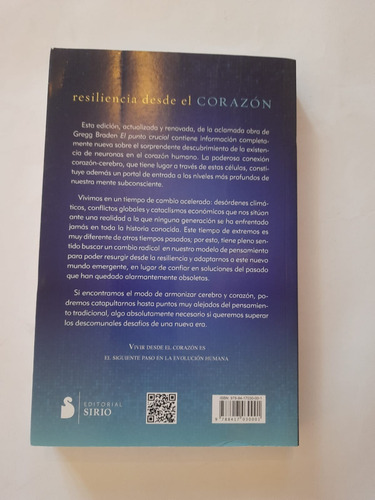 resiliencia desde el CORAZÓN
Esta edición, actualizada y renovada, de la aclamada obra de
Gregg Braden El punto crucial contiene información completa-
mente nueva sobre el sorprendente descubrimiento de la existen-
cia de neuronas en el corazón humano. La poderosa conexión
corazón-cerebro, que tiene lugar a través de estas células, consti-
tuye además un portal de entrada a los niveles más profundos de
nuestra mente subconsciente.
Vivimos en un tiempo de cambio acelerado: desórdenes climá-
ticos, conflictos globales y cataclismos económicos que nos sitúan
ante una realidad a la que ninguna generación se ha enfrentado
jamás en toda la historia conocida. Este tiempo de extremos es
muy diferente de otros tiempos pasados; por esto, tiene pleno sen-
tido buscar un cambio radical en nuestro modelo de pensamiento
para poder resurgir desde la resiliencia y adaptarnos a este nuevo
mundo emergente, en lugar de confiar en soluciones del pasado
que han quedado alarmantemente obsoletas.
Si encontramos el modo de armonizar cerebro y corazón, po-
dremos catapultarnos hasta puntos muy alejados del pensamien-
to tradicional, algo absolutamente necesario si queremos superar
los descomunales desafíos de una nueva era.
VIVIR DESDE EL CORAZÓN ES
EL SIGUIENTE PASO EN LA EVOLUCIÓN HUMANA
EDITORIAL
SIRIO